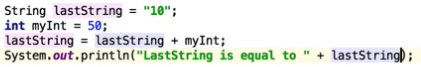 String lastString = "10";
int myInt = 50;
lastString = lastString + myInt;
System.out.println("LastString is equal to " + lastString);